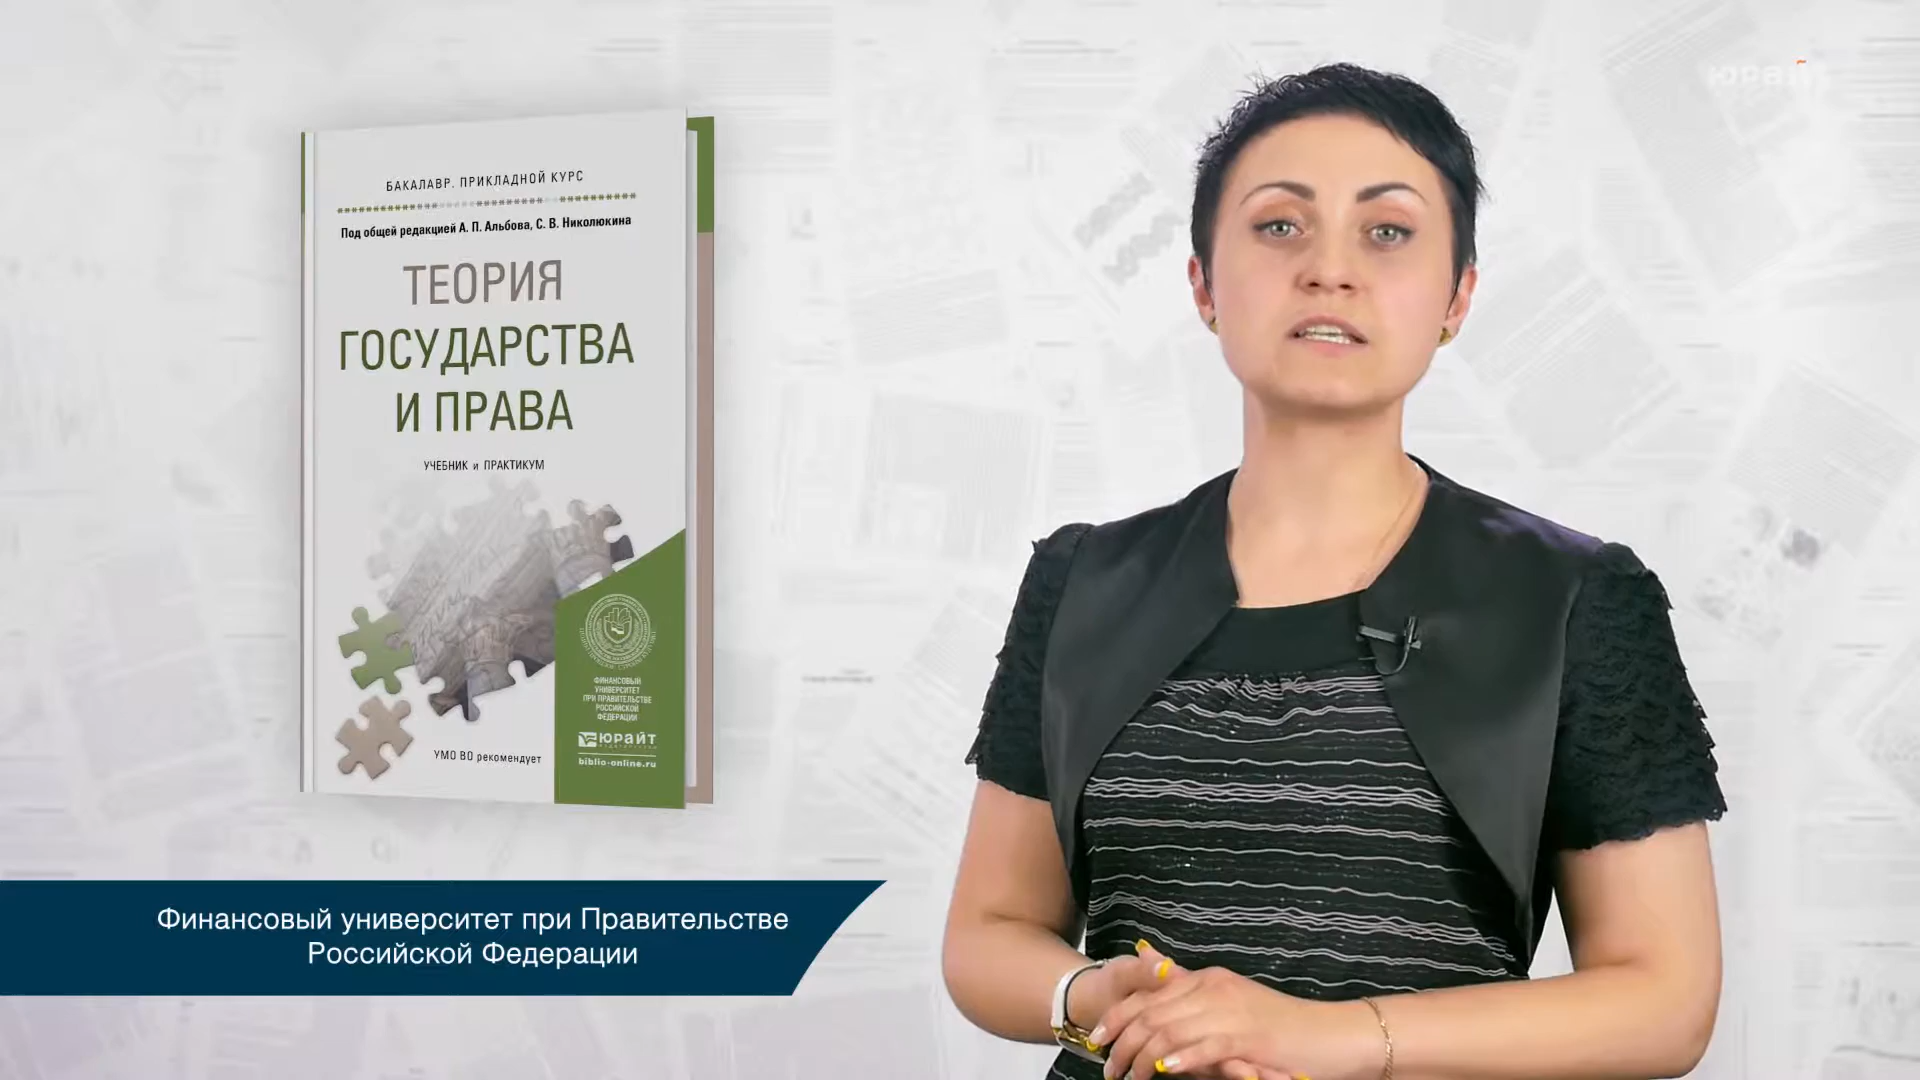 юрайт
БАКАЛАВР. ПРИКЛАДНОЙ КУРС
Под общей редакцией А. П. Альбова, С. В. Николюкина
ТЕОРИЯ
ГОСУДАРСТВА
И ПРАВА
УЧЕБНИК и ПРАКТИКУМ
ФИНАНСОВЫЙ
УНИВЕРСИТЕТ
ПРИ ПРАВИТЕЛЬСТВЕ
РОССИЙСКОЙ
ФЕДЕРАЦИИ
юрайт
УМО ВО рекомендует
biblio-online.ru
Финансовый университет при Правительстве
Российской Федерации